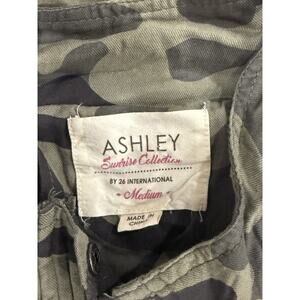 ASHLEY
Sunrise Collection
BY 26 INTERNATIONAL
- Medium -
MADE IN
CHINA